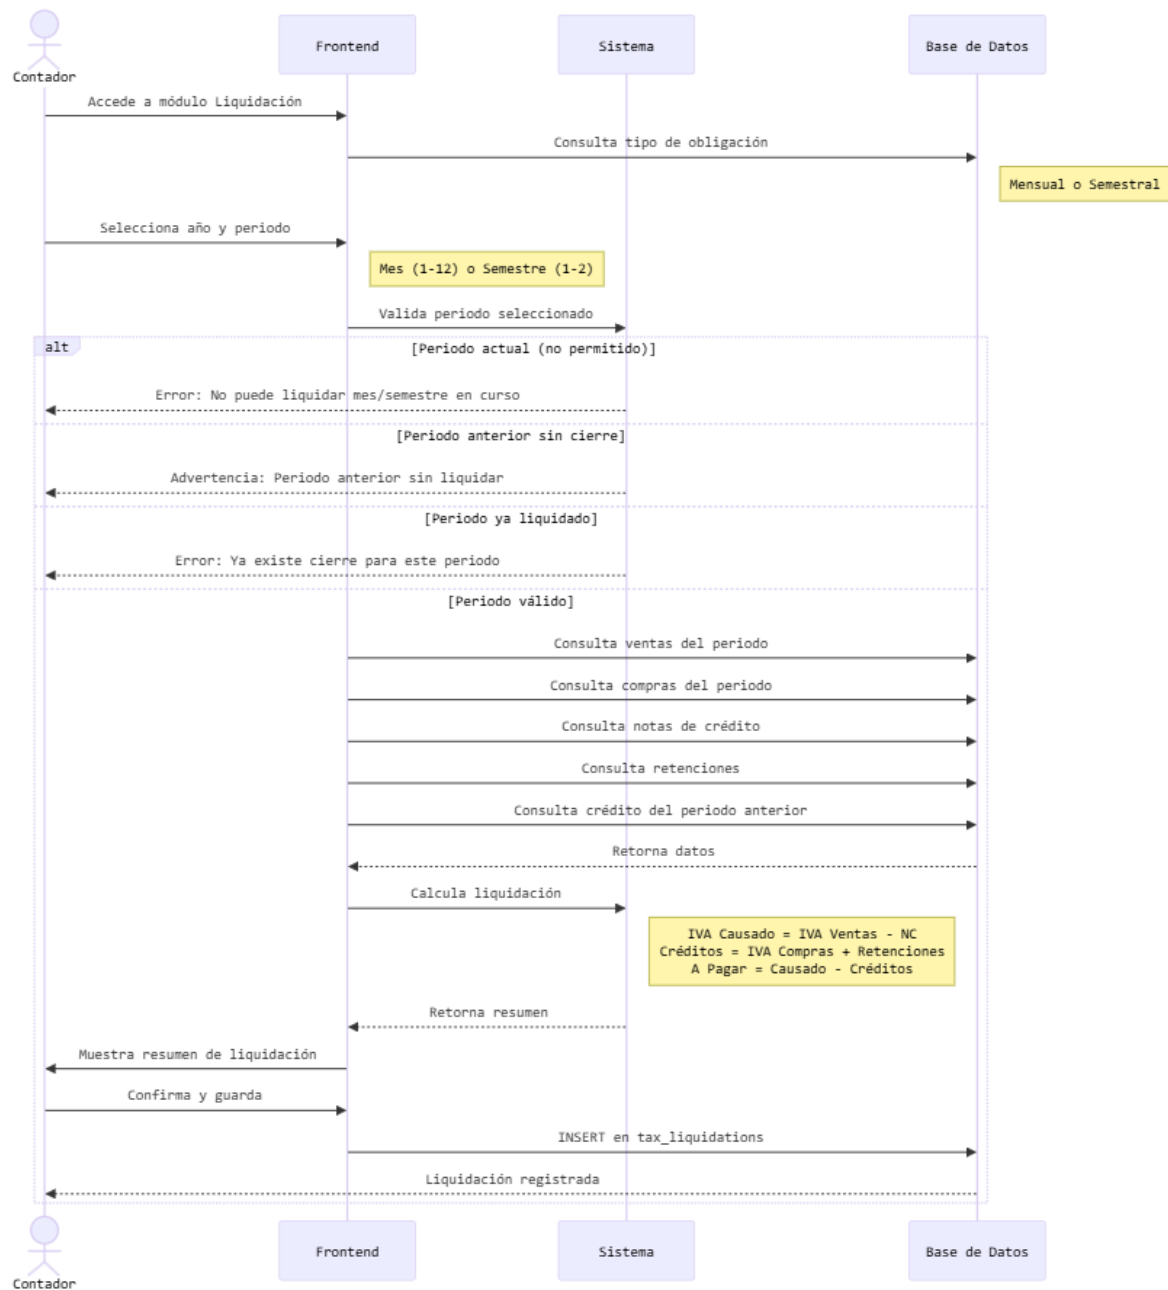 Contador
Frontend
Sistema
Base de Datos
Accede a módulo Liquidación
Consulta tipo de obligación
Mensual o Semestral
Selecciona año y periodo
Mes (1-12) o Semestre (1-2)
Valida periodo seleccionado
alt
[Periodo actual (no permitido)]
Error: No puede liquidar mes/semestre en curso
[Periodo anterior sin cierre]
Advertencia: Periodo anterior sin liquidar
[Periodo ya liquidado]
Error: Ya existe cierre para este periodo
[Periodo válido]
Consulta ventas del periodo
Consulta compras del periodo
Consulta notas de crédito
Consulta retenciones
Consulta crédito del periodo anterior
Retorna datos
Calcula liquidación
IVA Causado = IVA Ventas - NC
Créditos = IVA Compras + Retenciones
A Pagar = Causado - Créditos
Retorna resumen
Muestra resumen de liquidación
Confirma y guarda
INSERT en tax_liquidations
Liquidación registrada
Contador
Frontend
Sistema
Base de Datos